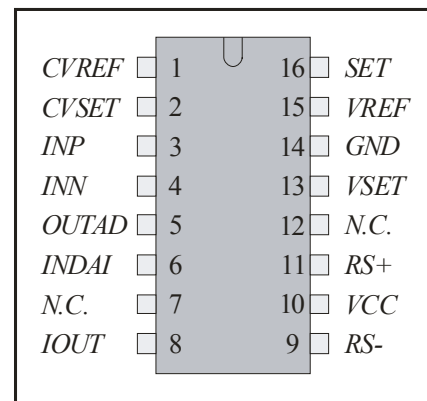 CVREF 1 16 SET
CVSET 2 15 VREF
INP 3 14 GND
INN 4 13 VSET
OUTAD 5 12 N.C.
INDAI 6 11 RS+
N.C. 7 10 VCC
IOUT 8 9 RS-